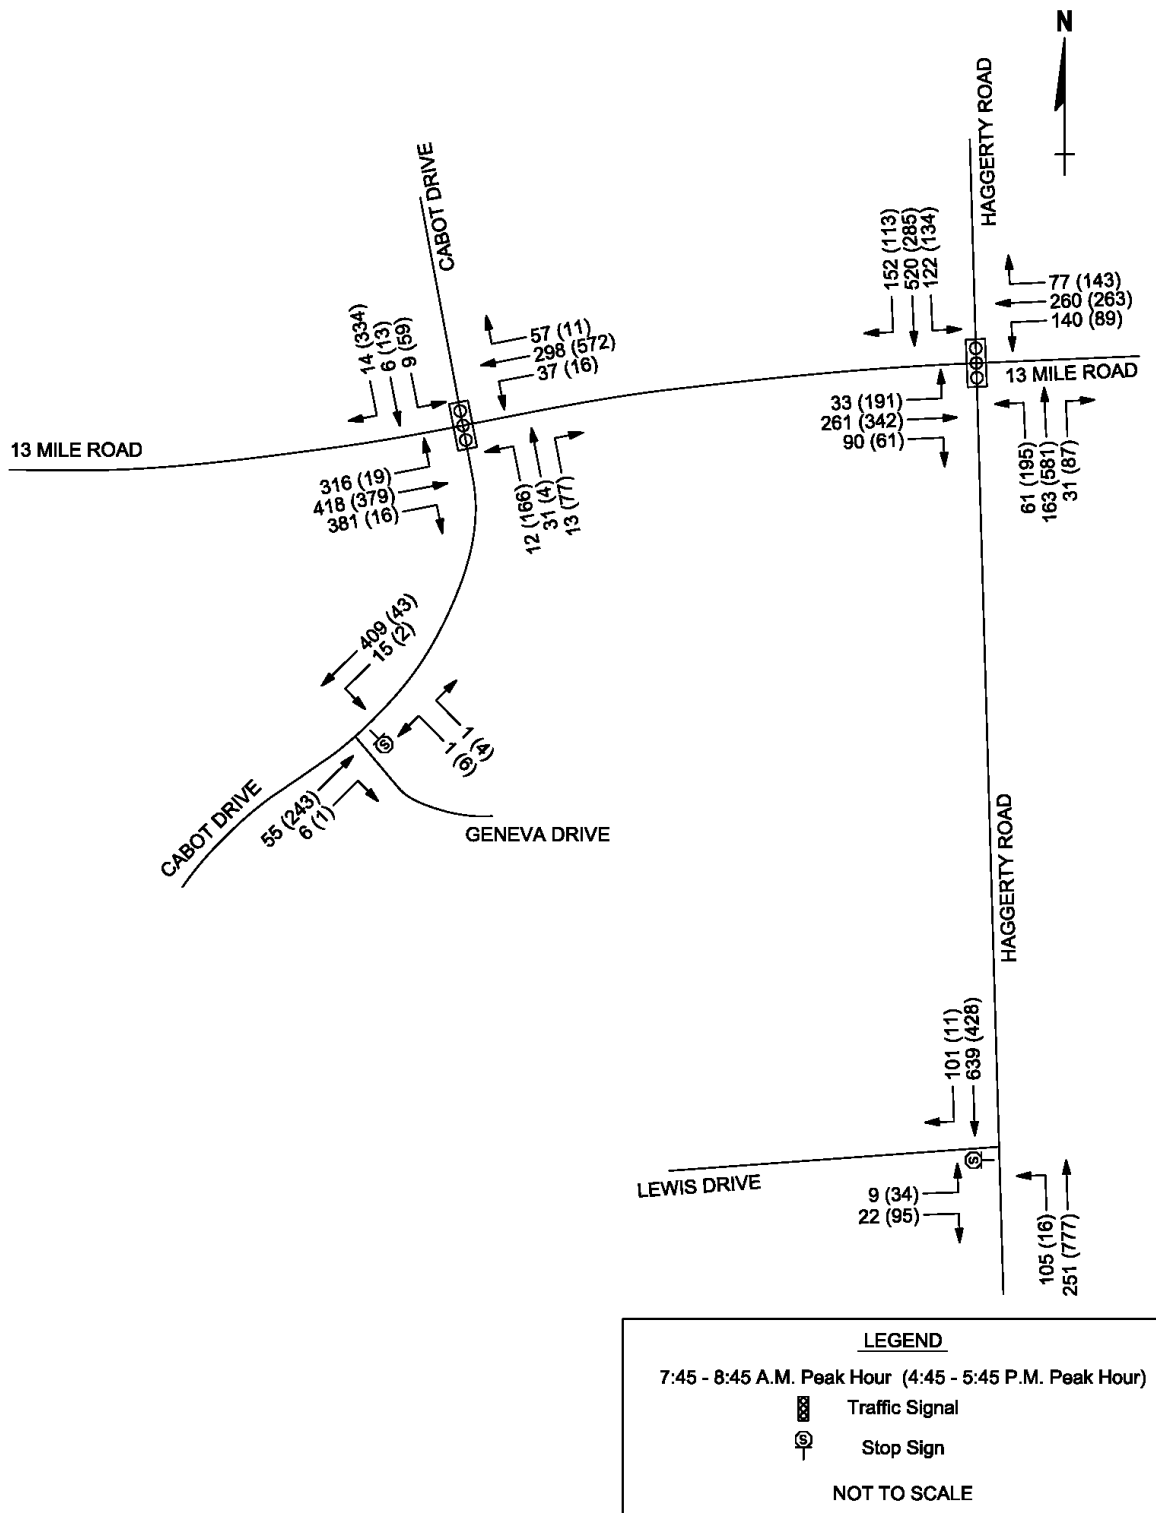 N
HAGGERTY ROAD
CABOT DRIVE
152 (113)
520 (285)
122 (134)
77 (143)
260 (263)
140 (89)
14 (334)
6 (13)
9 (59)
57 (11)
298 (572)
37 (16)
13 MILE ROAD
13 MILE ROAD
33 (191)
261 (342)
90 (61)
61 (195)
163 (581)
31 (87)
316 (19)
418 (379)
381 (16)
12 (166)
31 (4)
13 (77)
409 (43)
15 (2)
1 (4)
1 (6)
S
55 (243)
6 (1)
CABOT DRIVE
GENEVA DRIVE
HAGGERTY ROAD
101 (11)
639 (428)
S
LEWIS DRIVE
9 (34)
22 (95)
105 (16)
251 (777)
LEGEND
7:45 - 8:45 A.M. Peak Hour (4:45 - 5:45 P.M. Peak Hour)
Traffic Signal
S
Stop Sign
NOT TO SCALE